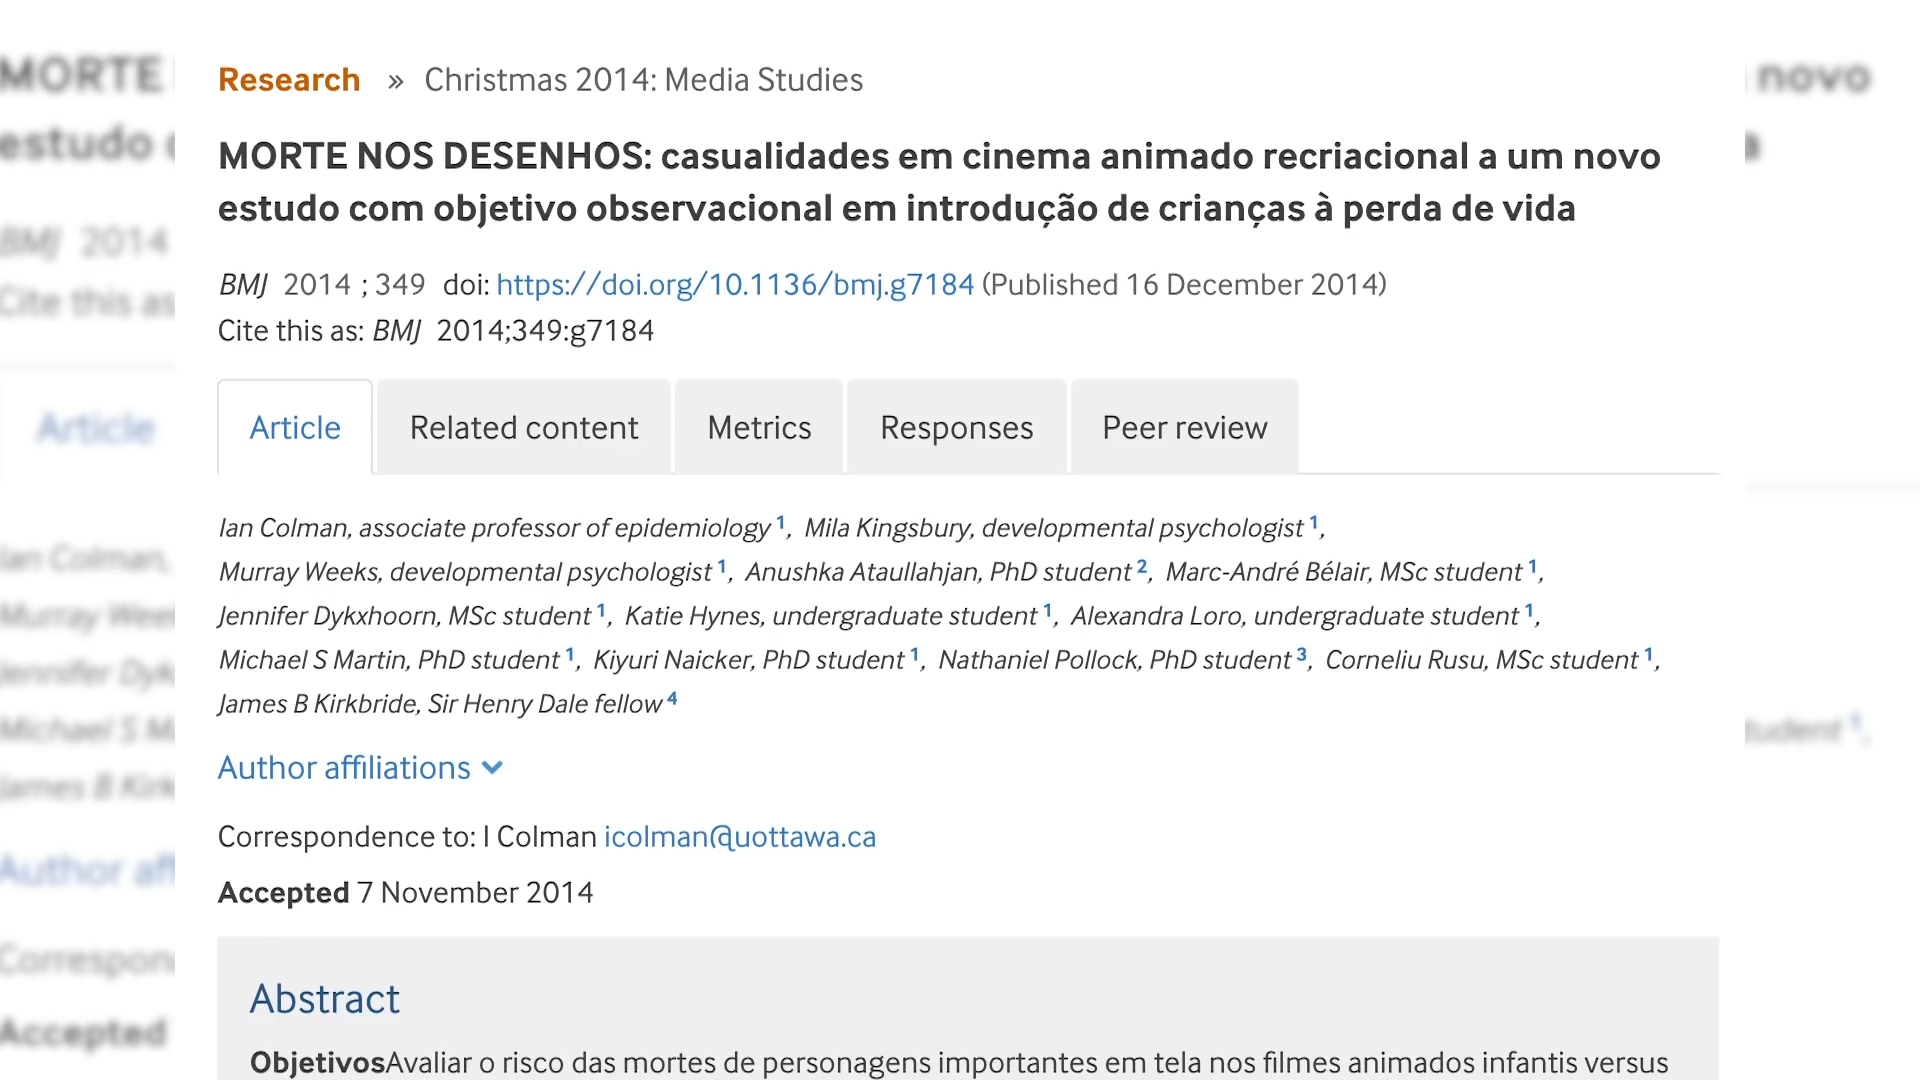 Research » Christmas 2014: Media Studies
MORTE NOS DESENHOS: casualidades em cinema animado recriacional a um novo
estudo com objetivo observacional em introdução de crianças à perda de vida
BMJ 2014 ; 349 doi: https://doi.org/10.1136/bmj.g7184 (Published 16 December 2014)
Cite this as: BMJ 2014;349:g7184
Article Related content Metrics Responses Peer review
Ian Colman, associate professor of epidemiology 1, Mila Kingsbury, developmental psychologist 1,
Murray Weeks, developmental psychologist 1, Anushka Ataullahjan, PhD student 2, Marc-André Bélair, MSc student 1,
Jennifer Dykxhoorn, MSc student 1, Katie Hynes, undergraduate student 1, Alexandra Loro, undergraduate student 1,
Michael S Martin, PhD student 1, Kiyuri Naicker, PhD student 1, Nathaniel Pollock, PhD student 3, Corneliu Rusu, MSc student 1,
James B Kirkbride, Sir Henry Dale fellow 4
Author affiliations
Correspondence to: I Colman icolman@uottawa.ca
Accepted 7 November 2014
Abstract
ObjetivosAvaliar o risco das mortes de personagens importantes em tela nos filmes animados infantis versus